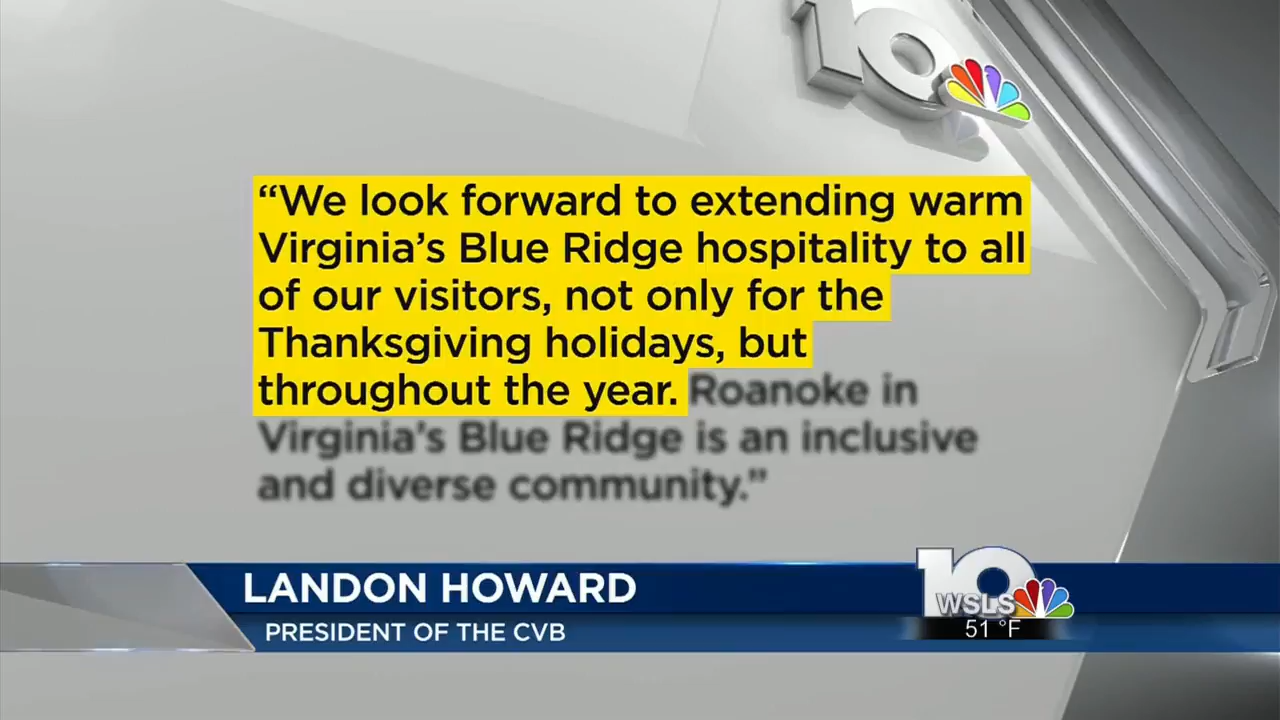 10
“We look forward to extending warm
Virginia’s Blue Ridge hospitality to all
of our visitors, not only for the
Thanksgiving holidays, but
throughout the year. Roanoke in
Virginia’s Blue Ridge is an inclusive
and diverse community.”
LANDON HOWARD
PRESIDENT OF THE CVB
10
WSLS
51 °F